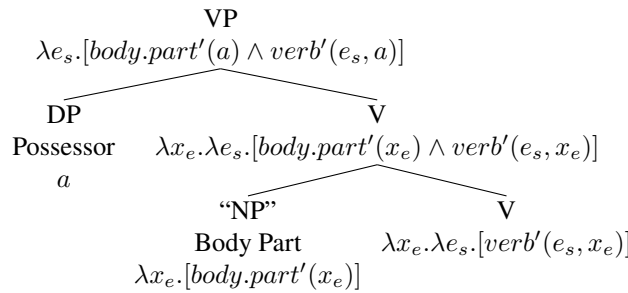 VP
λe_s.[body.part′(a) ∧ verb′(e_s, a)]
DP V
Possessor λx_e.λe_s.[body.part′(x_e) ∧ verb′(e_s, x_e)]
a
“NP” V
Body Part λx_e.λe_s.[verb′(e_s, x_e)]
λx_e.[body.part′(x_e)]